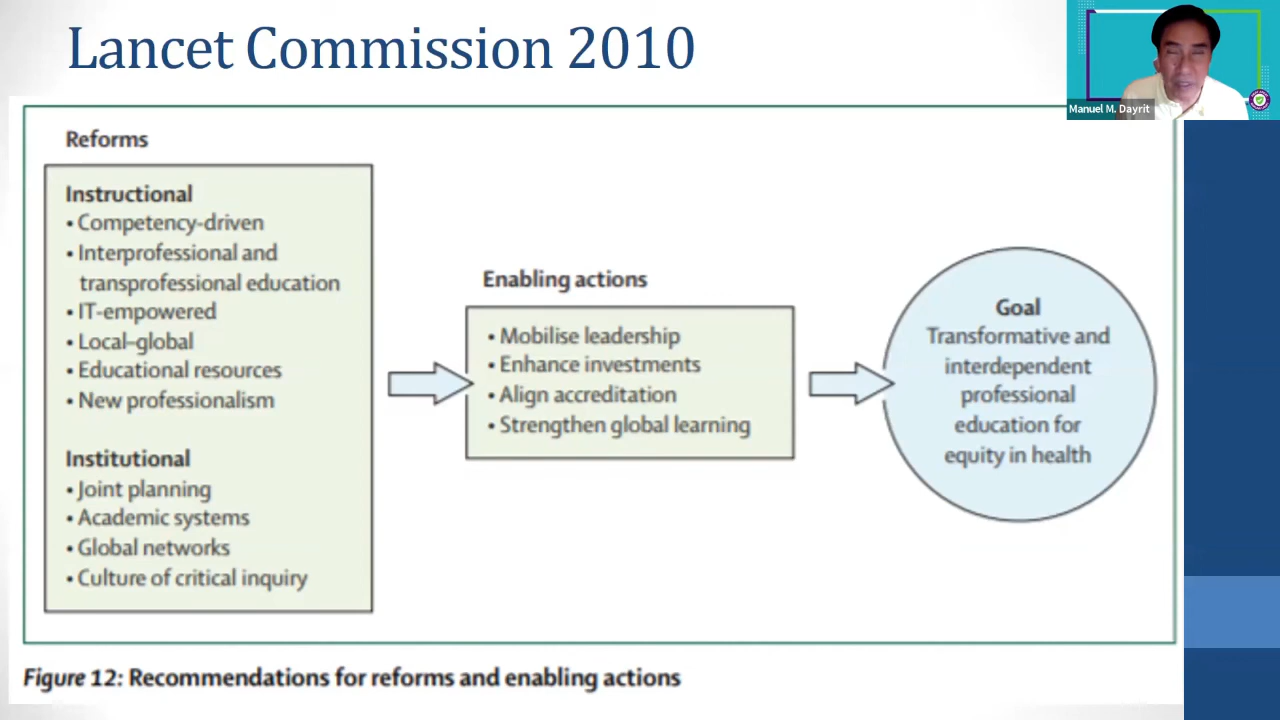 Lancet Commission 2010
Manuel M. Dayrit
Reforms
Instructional
• Competency-driven
• Interprofessional and
transprofessional education
• IT-empowered
• Local–global
• Educational resources
• New professionalism
Institutional
• Joint planning
• Academic systems
• Global networks
• Culture of critical inquiry
Enabling actions
• Mobilise leadership
• Enhance investments
• Align accreditation
• Strengthen global learning
Goal
Transformative and
interdependent
professional
education for
equity in health
Figure 12: Recommendations for reforms and enabling actions